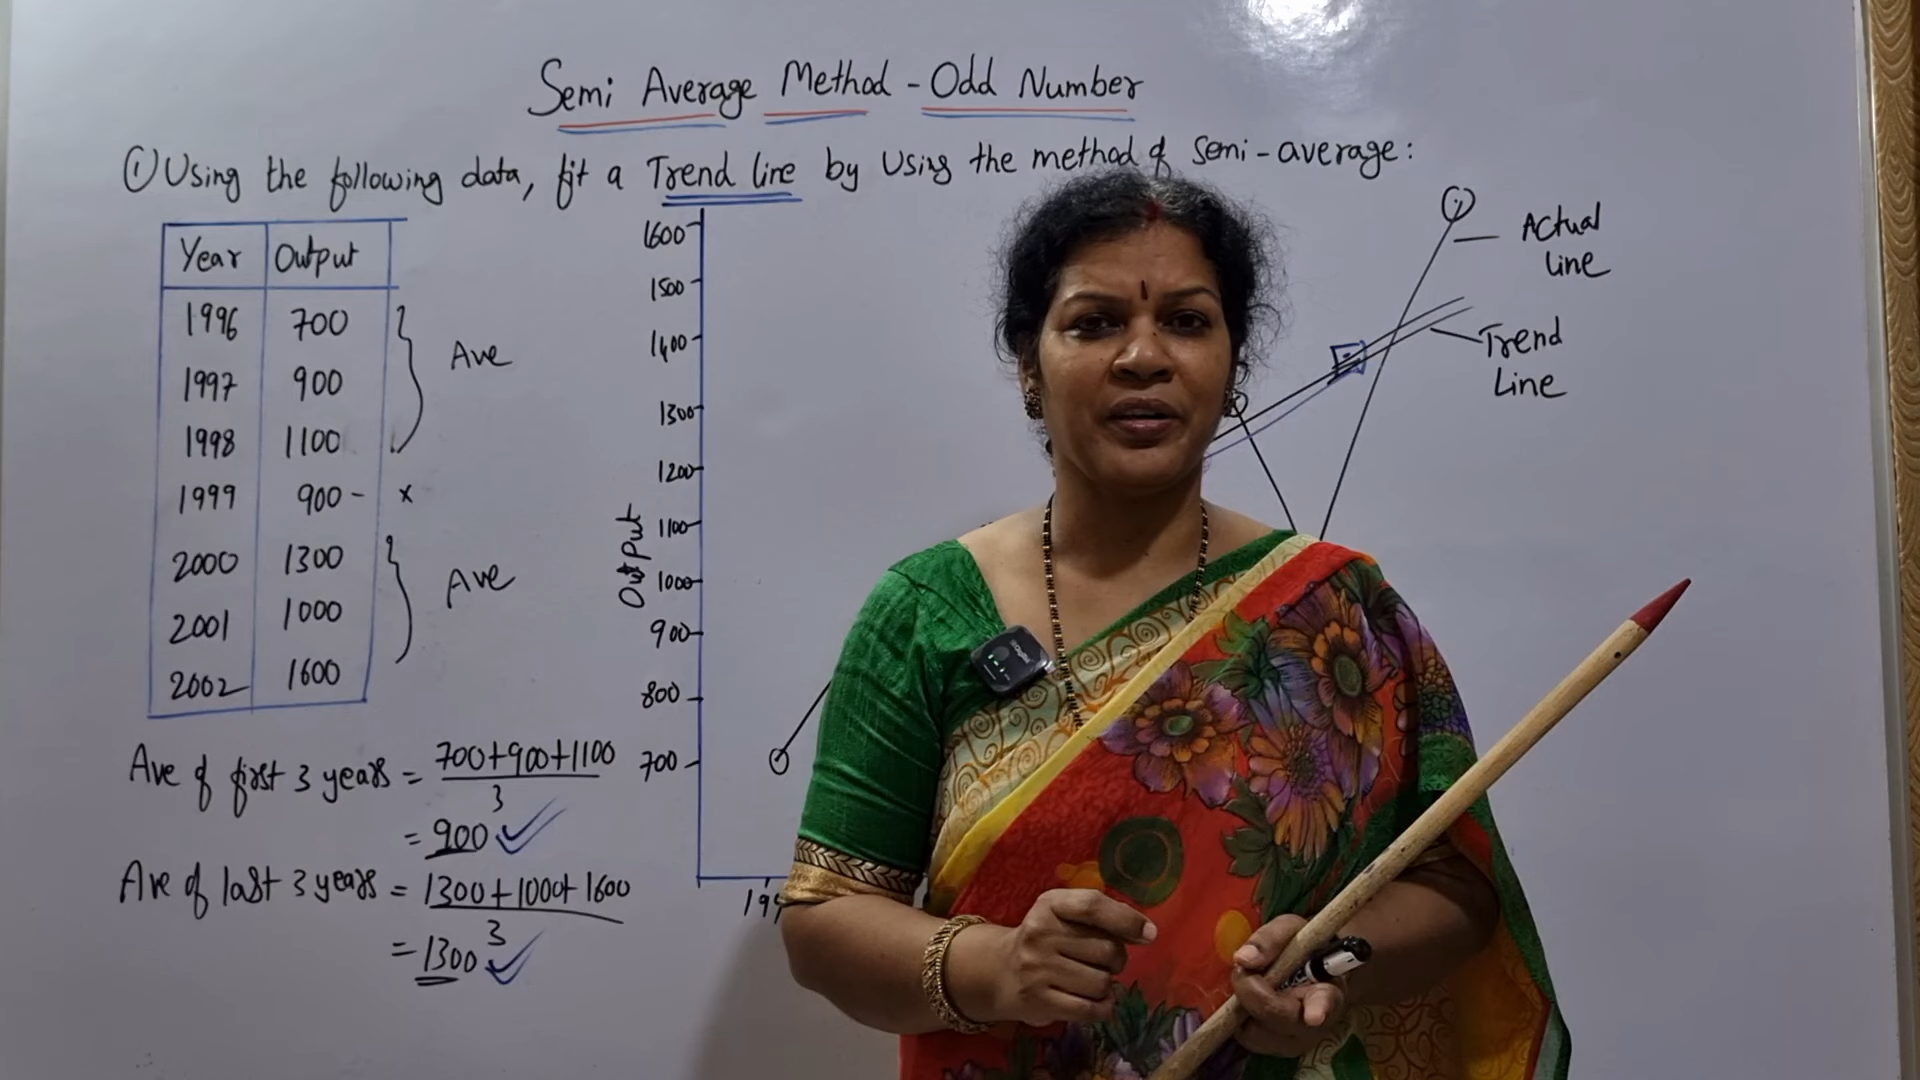 Semi Average Method - Odd Number
① Using the following data, fit a Trend line by Using the method of Semi-average:
Year Output
1996 700
1997 900
1998 1100
1999 900 - x
2000 1300
2001 1000
2002 1600
Ave
Ave
Ave of first 3 years = 700+900+1100
3
= 900 ✓
Ave of last 3 years = 1300+1000+1600
3
= 1300 ✓
Output
1600
1500
1400
1300
1200
1100
1000
900
800
700
Actual
line
Trend
Line